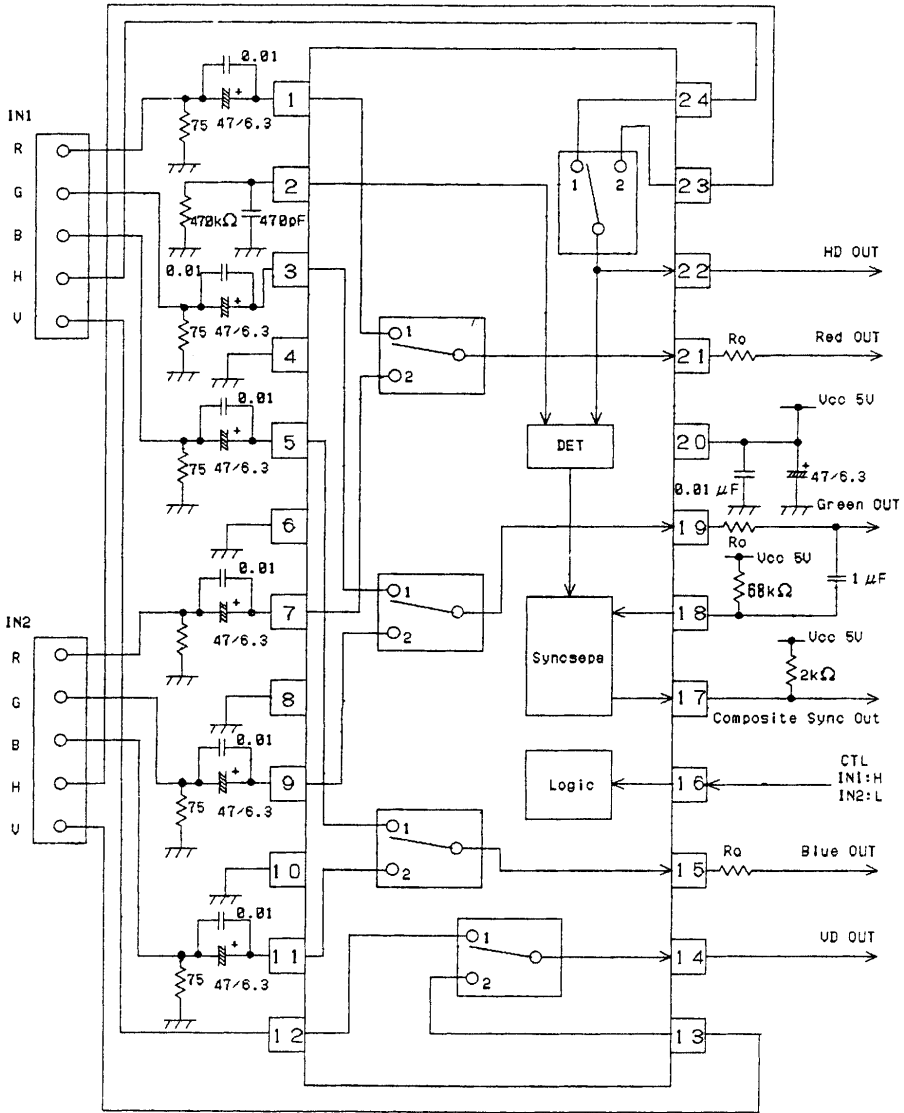 0.01
1
24
IN1
75
47/6.3
+
R
1
2
G
2
23
470kΩ
470pF
B
0.01
3
H
+
22
HD OUT
75
47/6.3
V
4
1
2
21
Ro
Red OUT
0.01
Vcc 5V
+
5
DET
20
75
47/6.3
0.01 μF
+
47/6.3
Green OUT
6
19
Ro
0.01
Vcc 5V
1 μF
+
7
1
2
68kΩ
18
47/6.3
IN2
R
Syncsepa
Vcc 5V
2kΩ
G
8
17
Composite Sync Out
B
0.01
H
+
9
Logic
16
CTL
IN1:H
IN2:L
75
47/6.3
V
1
2
10
15
Ro
Blue OUT
0.01
+
11
1
2
14
VD OUT
75
47/6.3
12
13